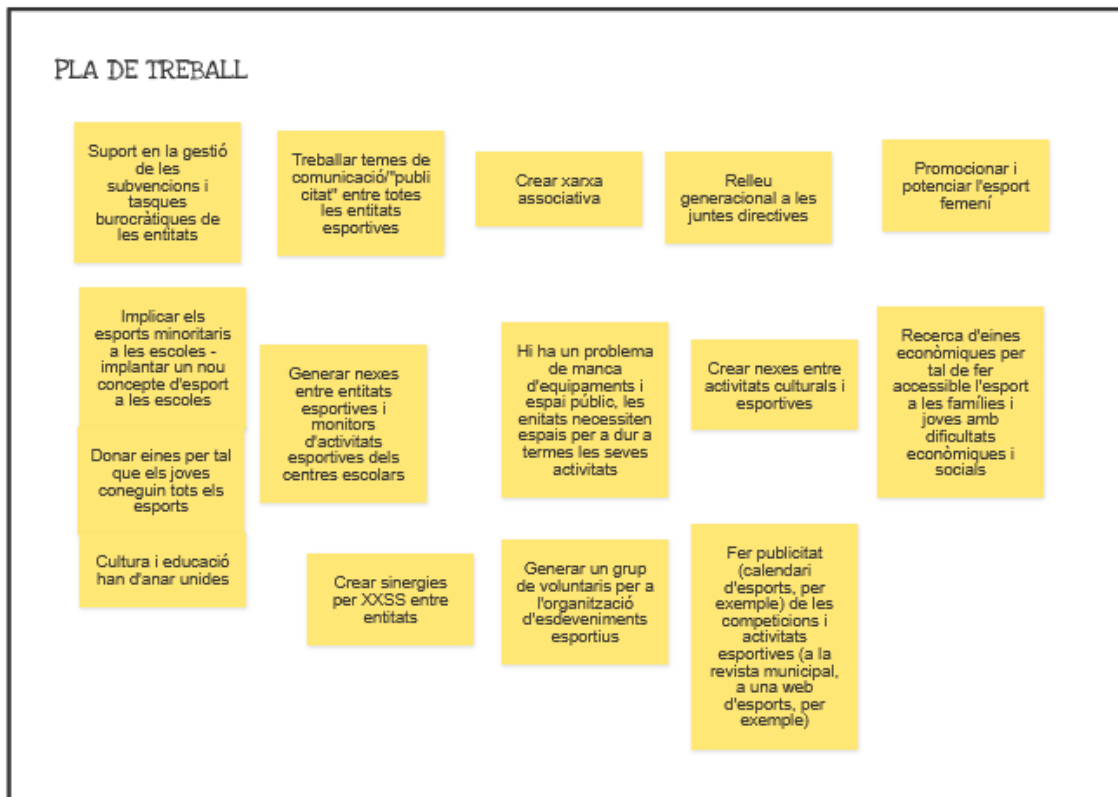 PLA DE TREBALL
Suport en la gestió
de les
subvencions i
tasques
burocràtiques de
les entitats
Treballar temes de
comunicació/"publi
citat" entre totes
les entitats
esportives
Crear xarxa
associativa
Relleu
generacional a les
juntes directives
Promocionar i
potenciar l'esport
femení
Implicar els
esports minoritaris
a les escoles -
implantar un nou
concepte d'esport
a les escoles
Generar nexes
entre entitats
esportives i
monitors
d'activitats
esportives dels
centres escolars
Hi ha un problema
de manca
d'equipaments i
espai públic, les
enitats necessiten
espais per a dur a
termes les seves
activitats
Crear nexes entre
activitats culturals i
esportives
Recerca d'eines
econòmiques per
tal de fer
accessible l'esport
a les famílies i
joves amb
dificultats
econòmiques i
socials
Donar eines per tal
que els joves
coneguin tots els
esports
Cultura i educació
han d'anar unides
Crear sinergies
per XXSS entre
entitats
Generar un grup
de voluntaris per a
l'organització
d'esdeveniments
esportius
Fer publicitat
(calendari
d'esports, per
exemple) de les
competicions i
activitats
esportives (a la
revista municipal,
a una web
d'esports, per
exemple)